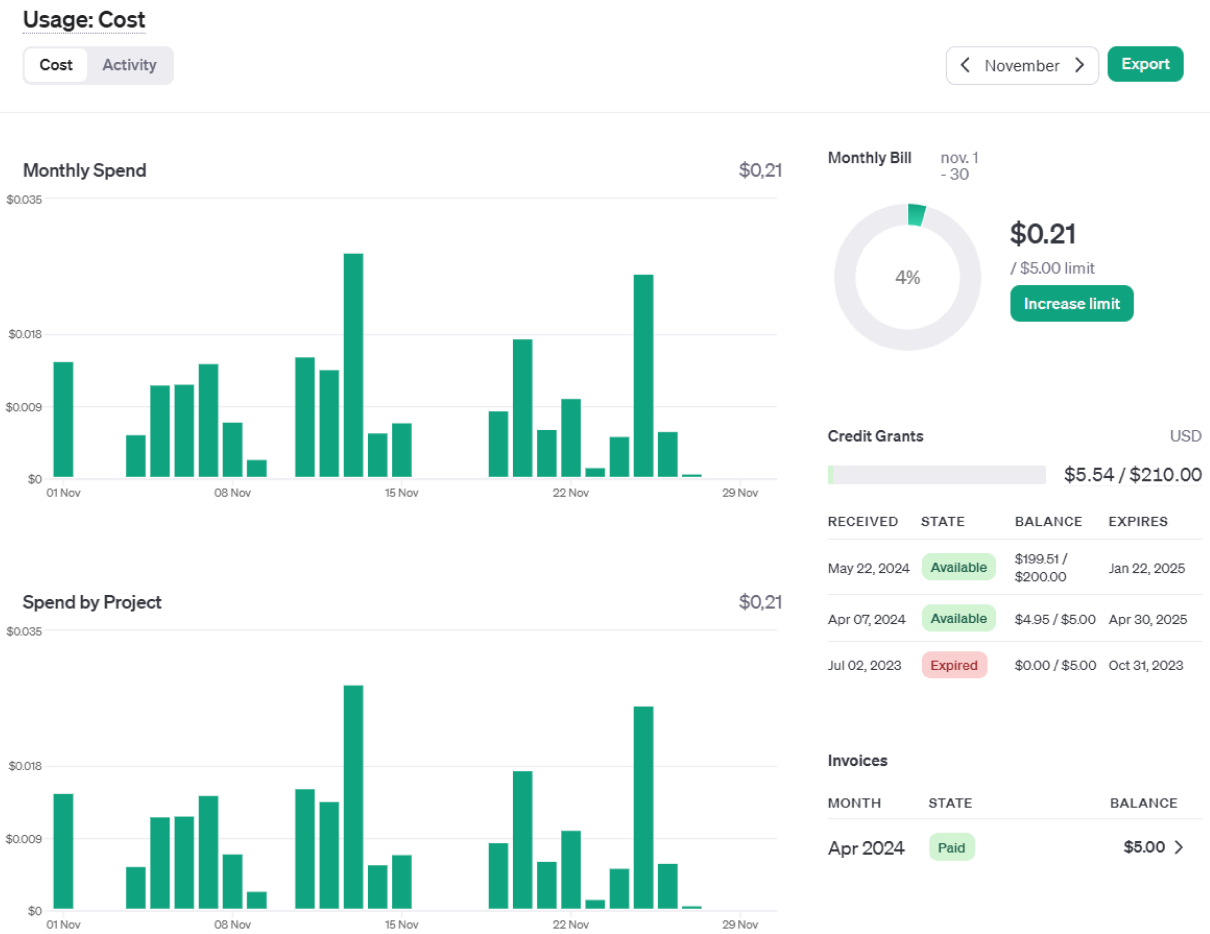 Usage: Cost
Cost Activity
November Export
Monthly Spend $0,21
$0.035
$0.018
$0.009
$0
01 Nov 08 Nov 15 Nov 22 Nov 29 Nov
Spend by Project $0,21
$0.035
$0.018
$0.009
$0
01 Nov 08 Nov 15 Nov 22 Nov 29 Nov
Monthly Bill nov. 1
- 30
4%
$0.21
/ $5.00 limit
Increase limit
Credit Grants USD
$5.54 / $210.00
RECEIVED STATE BALANCE EXPIRES
May 22, 2024 Available $199.51 /
$200.00 Jan 22, 2025
Apr 07, 2024 Available $4.95 / $5.00 Apr 30, 2025
Jul 02, 2023 Expired $0.00 / $5.00 Oct 31, 2023
Invoices
MONTH STATE BALANCE
Apr 2024 Paid $5.00